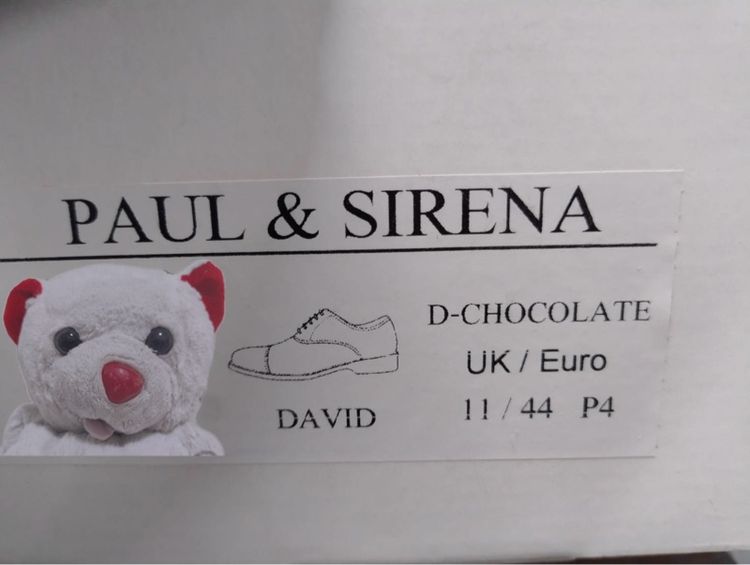 PAUL & SIRENA
D-CHOCOLATE
UK / Euro
DAVID
11 / 44 P4